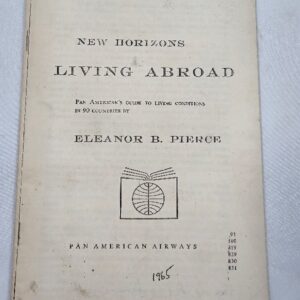 NEW HORIZONS
LIVING ABROAD
PAN AMERICAN'S GUIDE TO LIVING CONDITIONS
IN 90 COUNTRIES BY
ELEANOR B. PIERCE
PAN AMERICAN AIRWAYS
1965